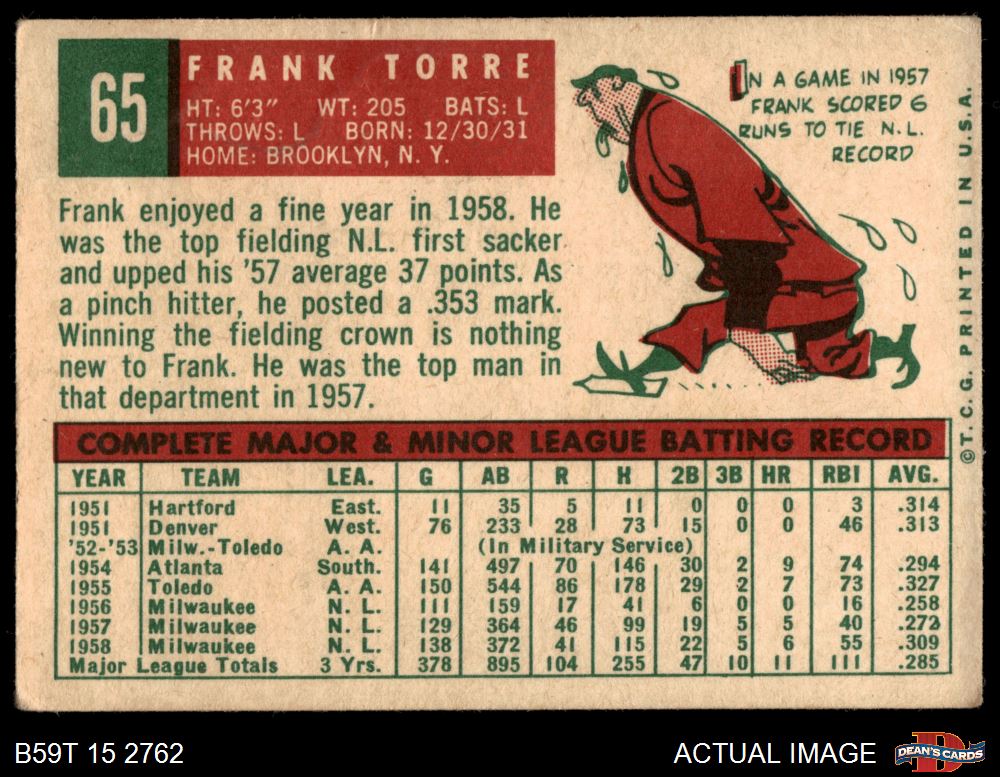 65
FRANK TORRE
HT: 6'3" WT: 205 BATS: L
THROWS: L BORN: 12/30/31
HOME: BROOKLYN, N. Y.
IN A GAME IN 1957
FRANK SCORED 6
RUNS TO TIE N.L.
RECORD
Frank enjoyed a fine year in 1958. He
was the top fielding N.L. first sacker
and upped his '57 average 37 points. As
a pinch hitter, he posted a .353 mark.
Winning the fielding crown is nothing
new to Frank. He was the top man in
that department in 1957.
©T. C. G. PRINTED IN U.S.A.
COMPLETE MAJOR & MINOR LEAGUE BATTING RECORD
YEAR TEAM LEA. G AB R H 2B 3B HR RBI AVG.
1951 Hartford East. 11 35 5 11 0 0 0 3 .314
1951 Denver West. 76 233 28 73 15 0 0 46 .313
'52-'53 Milw.-Toledo A. A. (In Military Service)
1954 Atlanta South. 141 497 70 146 30 2 9 74 .294
1955 Toledo A. A. 150 544 86 178 29 2 7 73 .327
1956 Milwaukee N. L. 111 159 17 41 6 0 0 16 .258
1957 Milwaukee N. L. 129 364 46 99 19 5 5 40 .272
1958 Milwaukee N. L. 138 372 41 115 22 5 6 55 .309
Major League Totals 3 Yrs. 378 895 104 255 47 10 11 111 .285
B59T 15 2762
ACTUAL IMAGE
DEAN'S CARDS